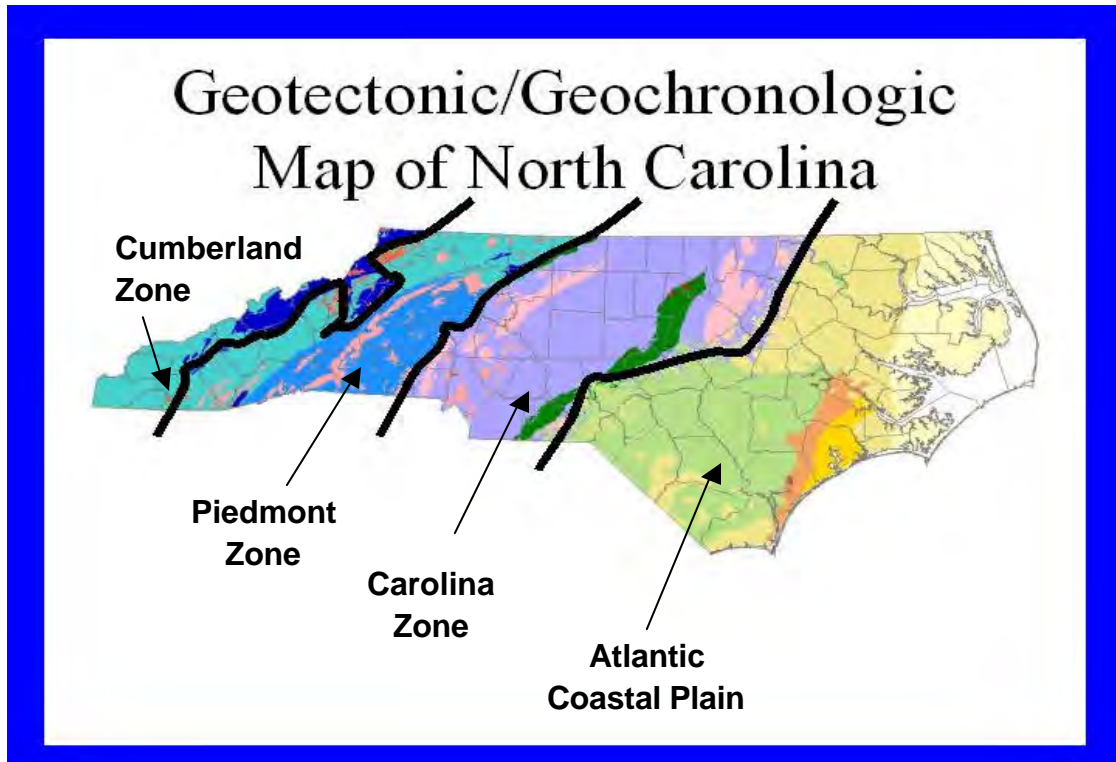 Geotectonic/Geochronologic
Map of North Carolina
Cumberland
Zone
Piedmont
Zone
Carolina
Zone
Atlantic
Coastal Plain